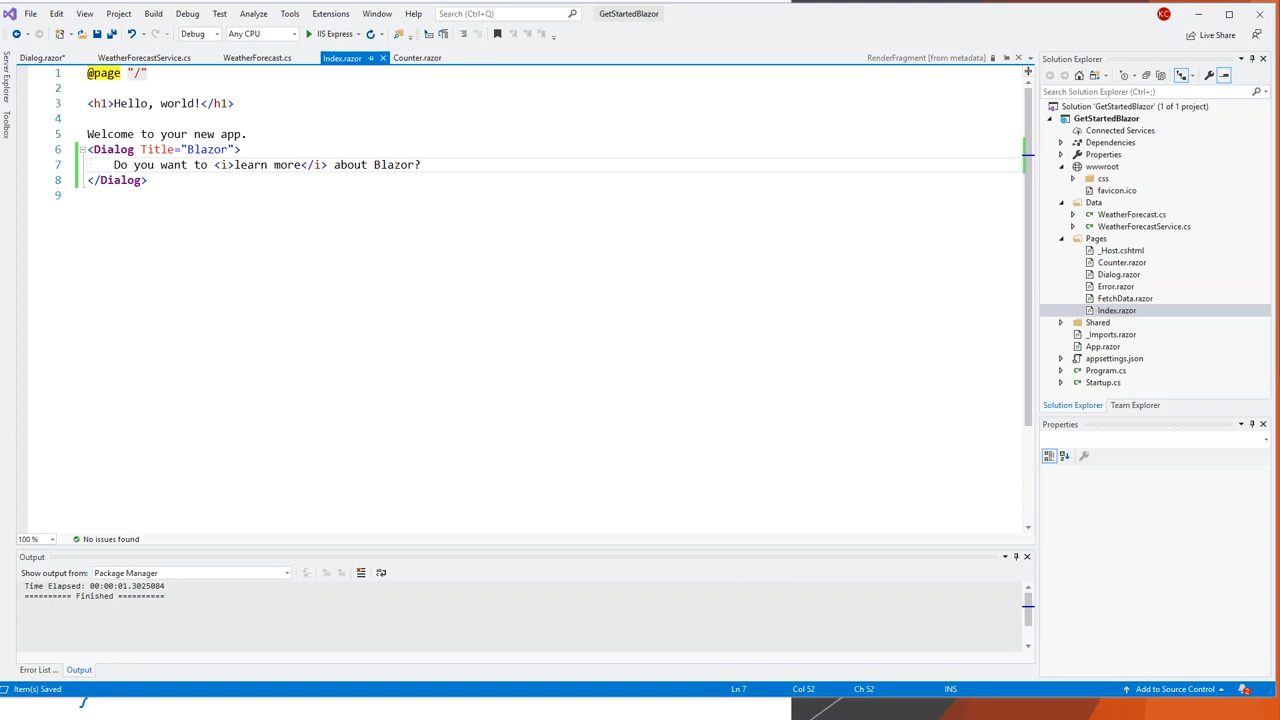 File Edit View Project Build Debug Test Analyze Tools Extensions Window Help Search (Ctrl+Q) GetStartedBlazor KC
Debug Any CPU IIS Express Live Share
Dialog.razor* WeatherForecastService.cs WeatherForecast.cs Index.razor Counter.razor RenderFragment [from metadata]
Server Explorer
Toolbox
1 @page "/"
2
3 <h1>Hello, world!</h1>
4
5 Welcome to your new app.
6 <Dialog Title="Blazor">
7 Do you want to <i>learn more</i> about Blazor?
8 </Dialog>
9
100 % No issues found
Output
Show output from: Package Manager
Time Elapsed: 00:00:01.3025084
========== Finished ==========
Error List ... Output
Solution Explorer
Search Solution Explorer (Ctrl+;)
Solution 'GetStartedBlazor' (1 of 1 project)
GetStartedBlazor
Connected Services
Dependencies
Properties
wwwroot
css
favicon.ico
Data
WeatherForecast.cs
WeatherForecastService.cs
Pages
_Host.cshtml
Counter.razor
Dialog.razor
Error.razor
FetchData.razor
Index.razor
Shared
_Imports.razor
App.razor
appsettings.json
Program.cs
Startup.cs
Solution Explorer Team Explorer
Properties
Item(s) Saved Ln 7 Col 52 Ch 52 INS Add to Source Control 2
}